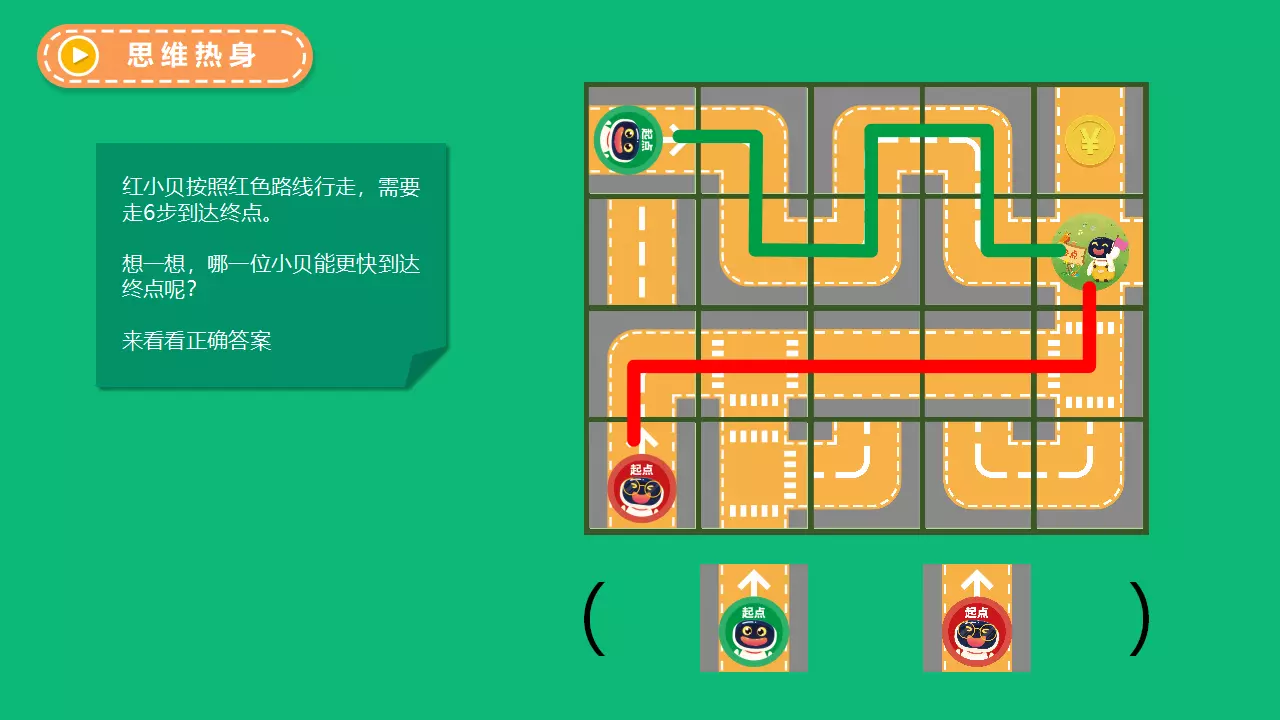 思维热身
红小贝按照红色路线行走，需要
走6步到达终点。
想一想，哪一位小贝能更快到达
终点呢？
来看看正确答案
起点
¥
起点
(
起点
起点
)